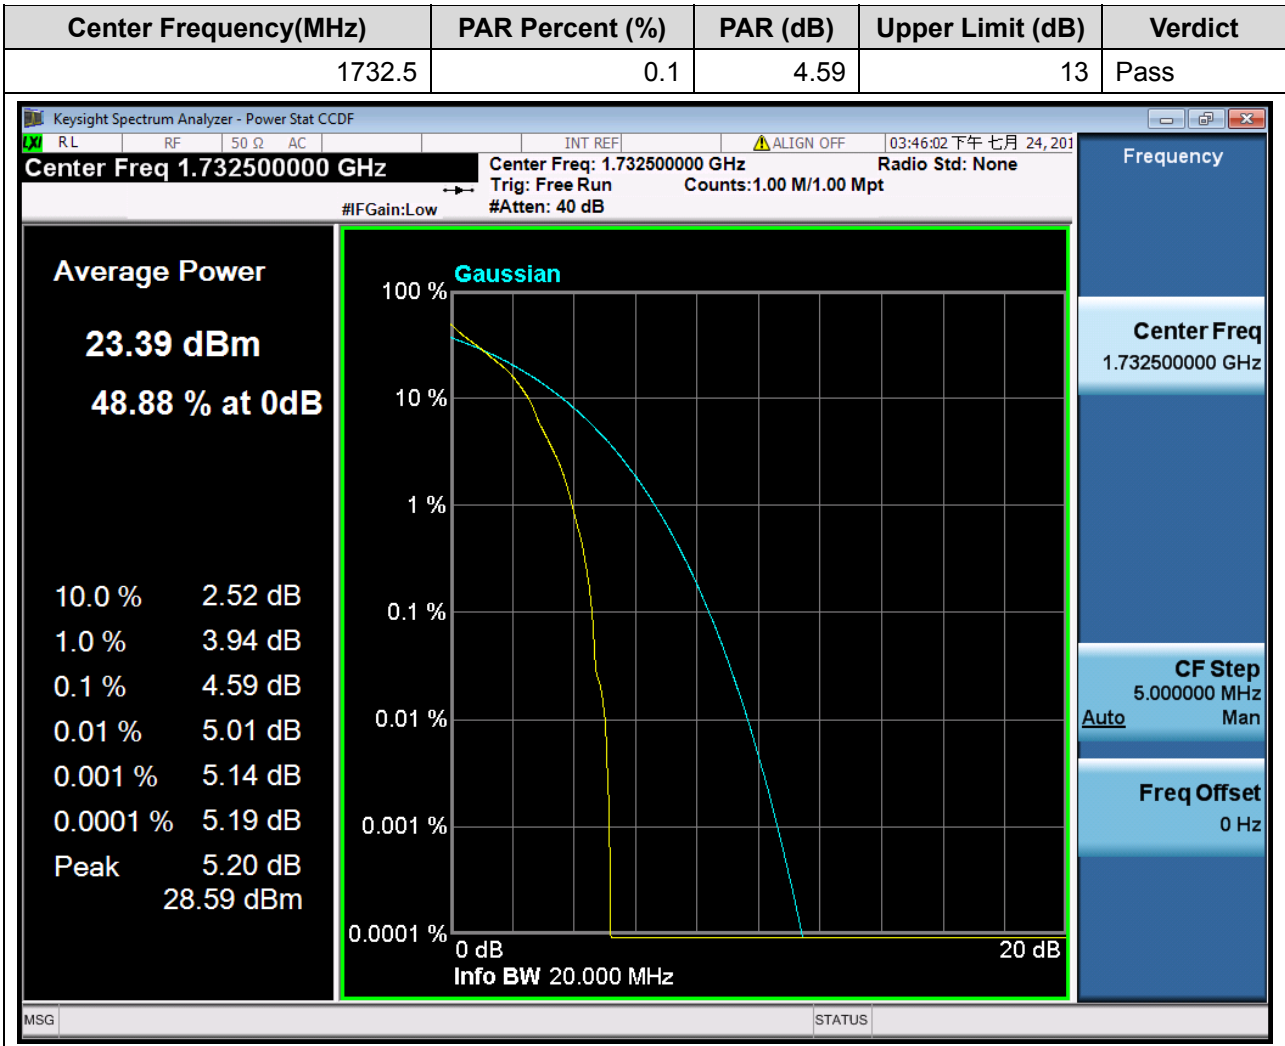 Center Frequency(MHz) PAR Percent (%) PAR (dB) Upper Limit (dB) Verdict
1732.5 0.1 4.59 13 Pass
Keysight Spectrum Analyzer - Power Stat CCDF
LXI RL RF 50 Ω AC INT REF ALIGN OFF 03:46:02 下午 七月 24, 201
Center Freq 1.732500000 GHz
Center Freq: 1.732500000 GHz Radio Std: None
Trig: Free Run Counts:1.00 M/1.00 Mpt
#IFGain:Low #Atten: 40 dB
Frequency
Average Power
23.39 dBm
48.88 % at 0dB
10.0 % 2.52 dB
1.0 % 3.94 dB
0.1 % 4.59 dB
0.01 % 5.01 dB
0.001 % 5.14 dB
0.0001 % 5.19 dB
Peak 5.20 dB
28.59 dBm
Gaussian
100 %
10 %
1 %
0.1 %
0.01 %
0.001 %
0.0001 %
0 dB 20 dB
Info BW 20.000 MHz
Center Freq
1.732500000 GHz
CF Step
5.000000 MHz
Auto Man
Freq Offset
0 Hz
MSG STATUS